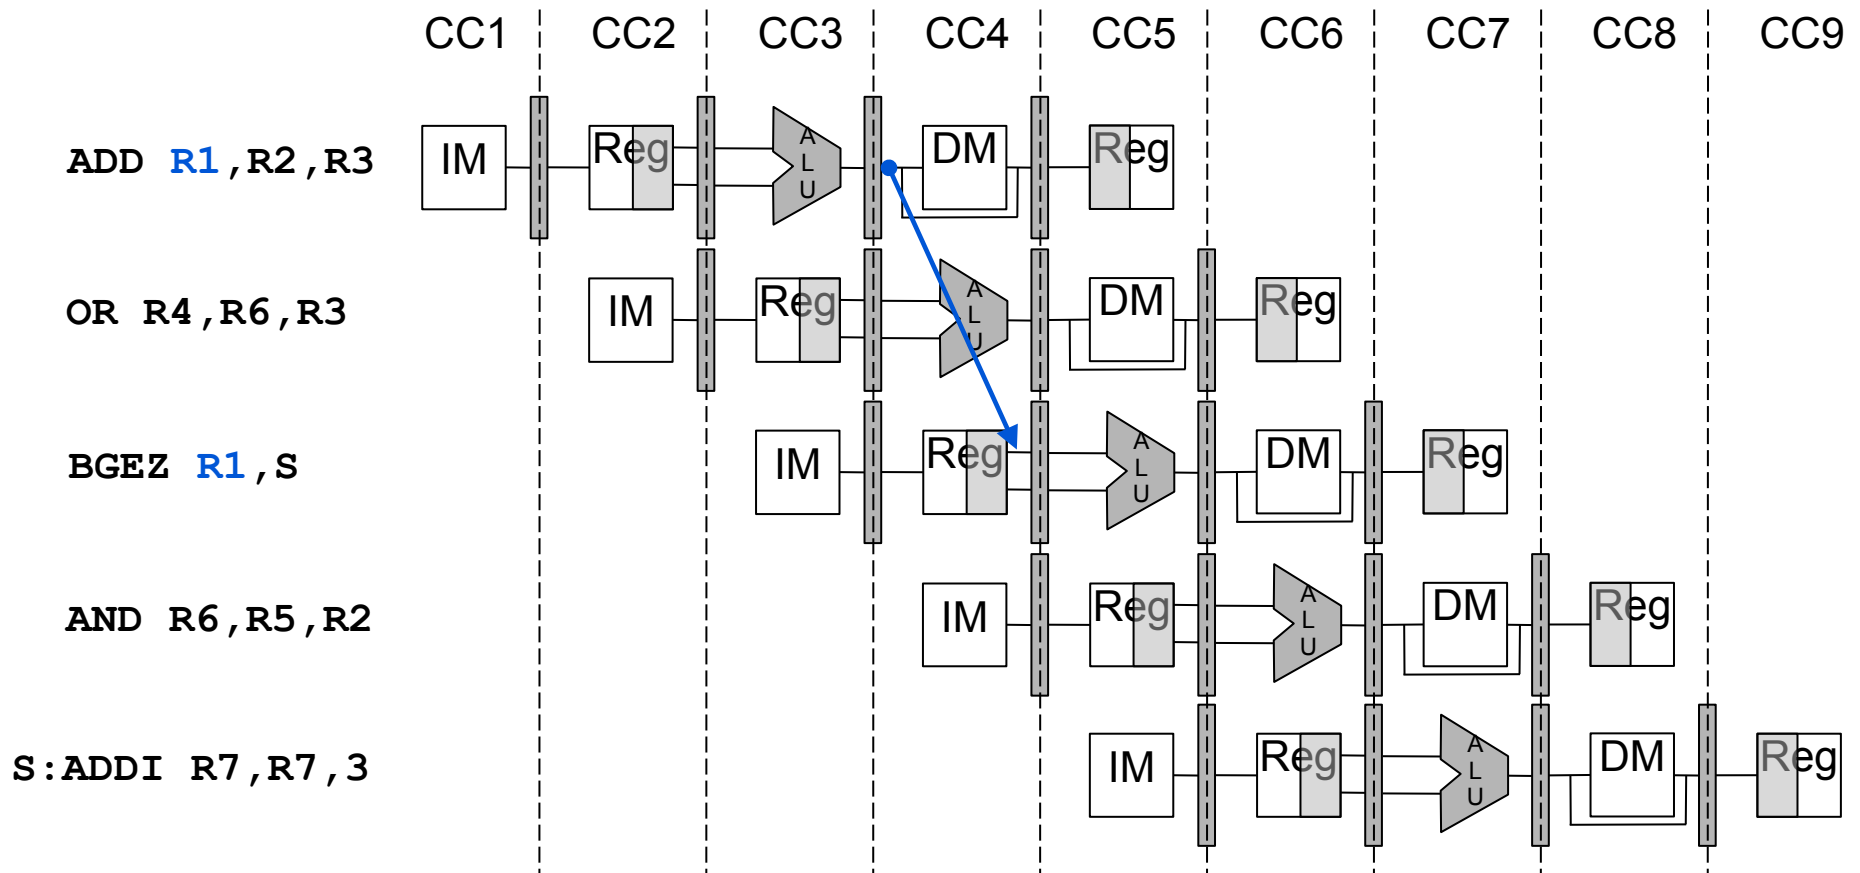 CC1 CC2 CC3 CC4 CC5 CC6 CC7 CC8 CC9
ADD R1,R2,R3 IM Reg ALU DM Reg
OR R4,R6,R3 IM Reg ALU DM Reg
BGEZ R1,S IM Reg ALU DM Reg
AND R6,R5,R2 IM Reg ALU DM Reg
S:ADDI R7,R7,3 IM Reg ALU DM Reg